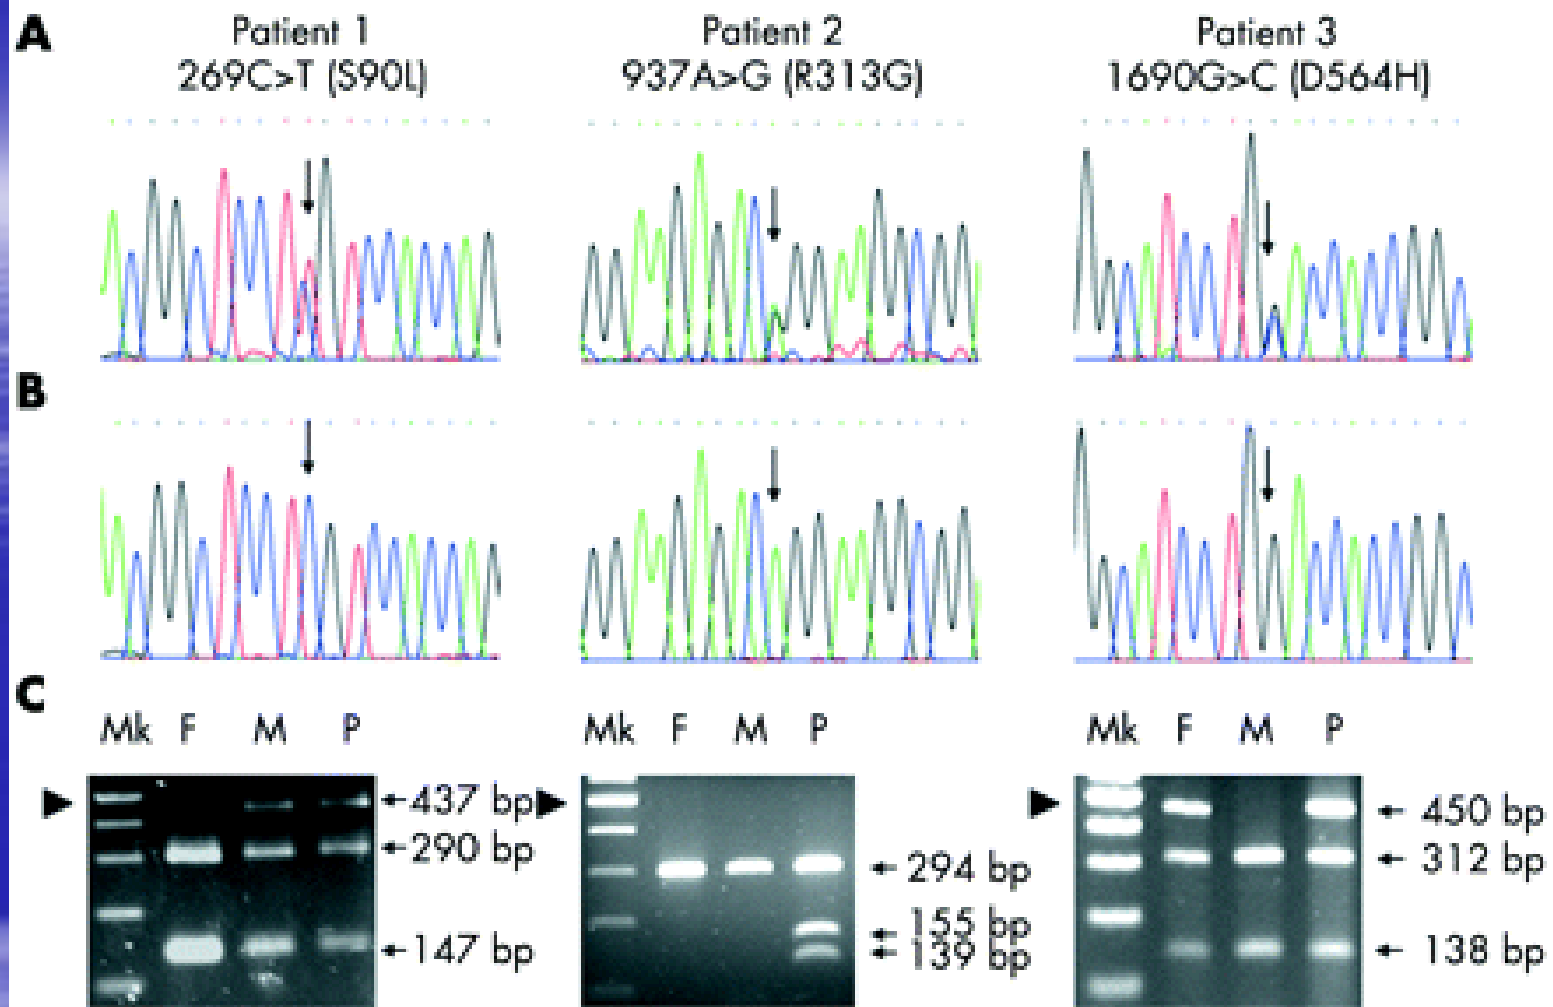 A
Patient 1
269C>T (S90L)
Patient 2
937A>G (R313G)
Patient 3
1690G>C (D564H)
B
C
Mk F M P
437 bp
290 bp
147 bp
Mk F M P
294 bp
155 bp
139 bp
Mk F M P
450 bp
312 bp
138 bp